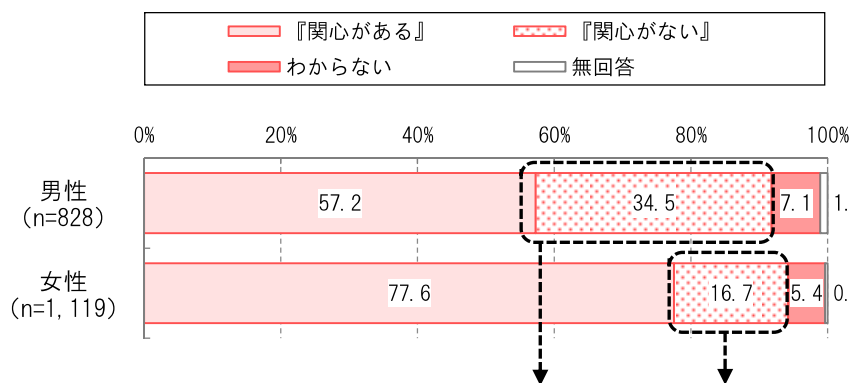 『関心がある』 『関心がない』
わからない 無回答
0% 20% 40% 60% 80% 100%
男性 57.2 34.5 7.1 1.
(n=828)
女性 77.6 16.7 5.4 0.
(n=1,119)